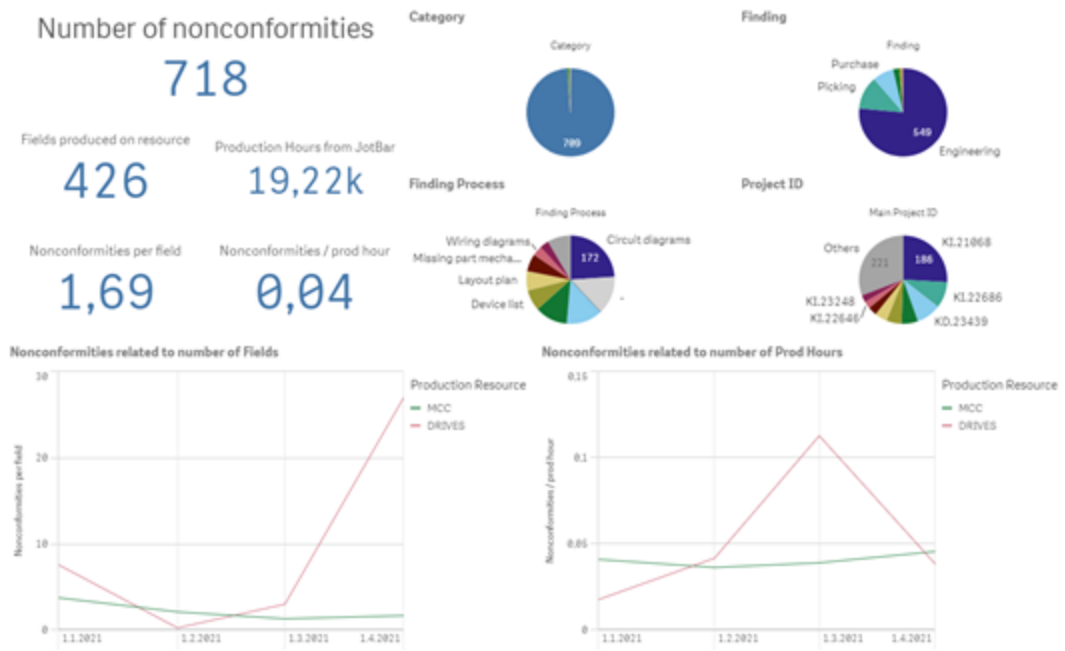 Number of nonconformities
718
Fields produced on resource
426
Production Hours from JotBar
19,22k
Nonconformities per field
1,69
Nonconformities / prod hour
0,04
Category
Category
709
Finding
Finding
Purchase
Picking
549
Engineering
Finding Process
Finding Process
Wiring diagrams
Missing part mecha...
Layout plan
Device list
172
Circuit diagrams
-
Project ID
Main Project ID
Others
221
186
KI.21068
KI.22686
KD.23439
KI.23248
KI.22646
Nonconformities related to number of Fields
Nonconformities per field
30
20
10
0
1.1.2021
1.2.2021
1.3.2021
1.4.2021
Production Resource
MCC
DRIVES
Nonconformities related to number of Prod Hours
Nonconformities / prod hour
0.15
0.1
0.05
0
1.1.2021
1.2.2021
1.3.2021
1.4.2021
Production Resource
MCC
DRIVES